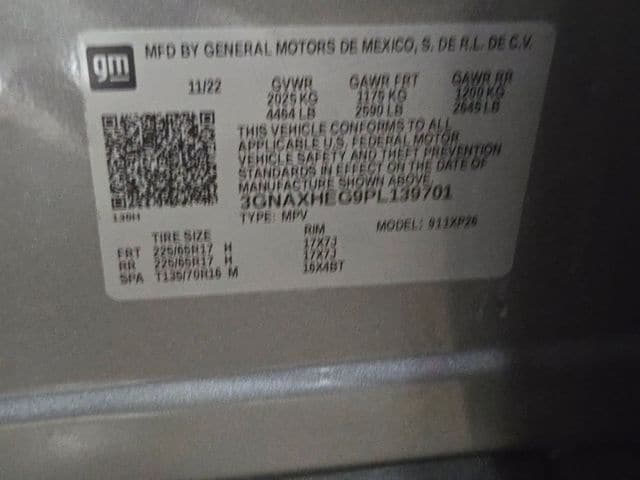 gm
MFD BY GENERAL MOTORS DE MEXICO, S. DE R.L. DE C.V.
11/22 GVWR GAWR FRT GAWR RR
2025 KG 1175 KG 1200 KG
4464 LB 2590 LB 2645 LB
THIS VEHICLE CONFORMS TO ALL
APPLICABLE U.S. FEDERAL MOTOR
VEHICLE SAFETY AND THEFT PREVENTION
STANDARDS IN EFFECT ON THE DATE OF
MANUFACTURE SHOWN ABOVE.
3GNAXHEG9PL139701
139H
TYPE: MPV MODEL: 911XP26
TIRE SIZE RIM
FRT 225/65R17 H 17X7J
RR 225/65R17 H 17X7J
SPA T135/70R16 M 16X4BT